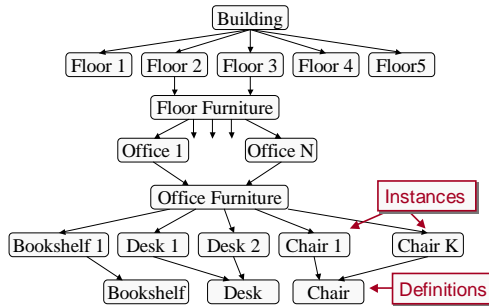 Building
Floor 1 Floor 2 Floor 3 Floor 4 Floor5
Floor Furniture
Office 1 Office N
Office Furniture Instances
Bookshelf 1 Desk 1 Desk 2 Chair 1 Chair K
Bookshelf Desk Chair Definitions